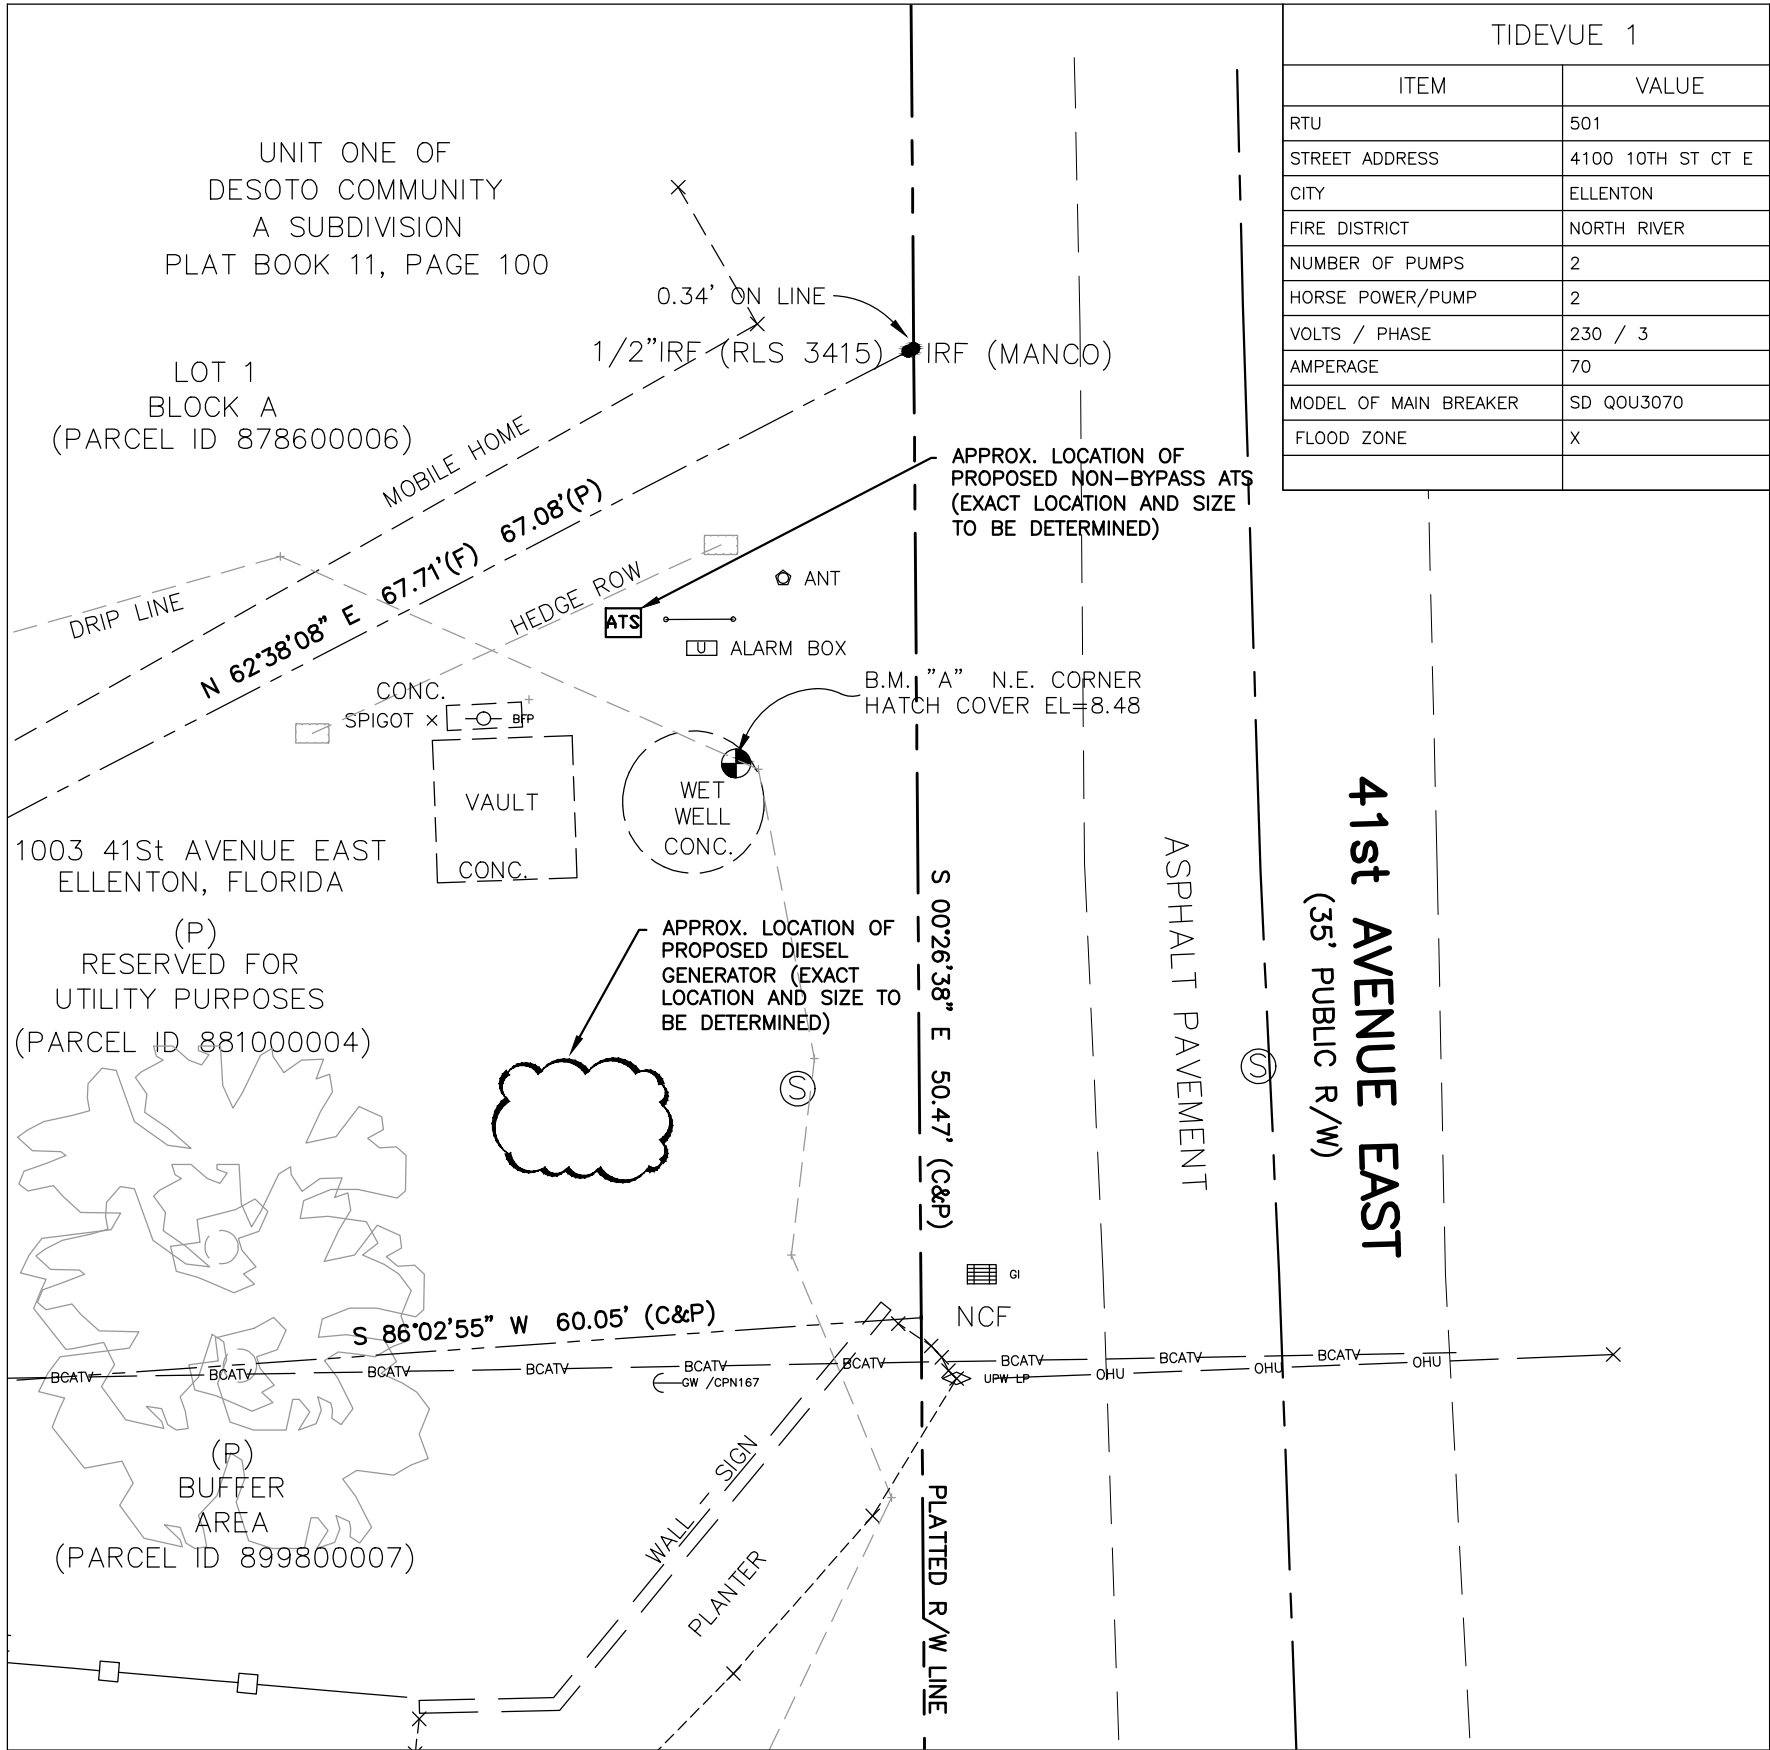 TIDEVUE 1
ITEM VALUE
RTU 501
STREET ADDRESS 4100 10TH ST CT E
CITY ELLENTON
FIRE DISTRICT NORTH RIVER
NUMBER OF PUMPS 2
HORSE POWER/PUMP 2
VOLTS / PHASE 230 / 3
AMPERAGE 70
MODEL OF MAIN BREAKER SD QOU3070
FLOOD ZONE X
UNIT ONE OF
DESOTO COMMUNITY
A SUBDIVISION
PLAT BOOK 11, PAGE 100
0.34' ON LINE
1/2"IRF (RLS 3415)
IRF (MANCO)
LOT 1
BLOCK A
(PARCEL ID 878600006)
MOBILE HOME
N 62°38'08" E 67.71'(F) 67.08'(P)
APPROX. LOCATION OF
PROPOSED NON-BYPASS ATS
(EXACT LOCATION AND SIZE
TO BE DETERMINED)
DRIP LINE
HEDGE ROW
ANT
ATS
U ALARM BOX
B.M. "A" N.E. CORNER
HATCH COVER EL=8.48
CONC.
SPIGOT
BFP
VAULT
CONC.
WET
WELL
CONC.
1003 41St AVENUE EAST
ELLENTON, FLORIDA
(P)
RESERVED FOR
UTILITY PURPOSES
(PARCEL ID 881000004)
APPROX. LOCATION OF
PROPOSED DIESEL
GENERATOR (EXACT
LOCATION AND SIZE TO
BE DETERMINED)
S
S 00°26'38" E 50.47' (C&P)
ASPHALT PAVEMENT
S
41st AVENUE EAST
(35' PUBLIC R/W)
GI
NCF
S 86°02'55" W 60.05' (C&P)
BCATV BCATV BCATV BCATV BCATV BCATV BCATV BCATV BCATV
OHU OHU OHU
GW /CPN167
UPW LP
(P)
BUFFER
AREA
(PARCEL ID 899800007)
WALL SIGN
PLANTER
PLATTED R/W LINE